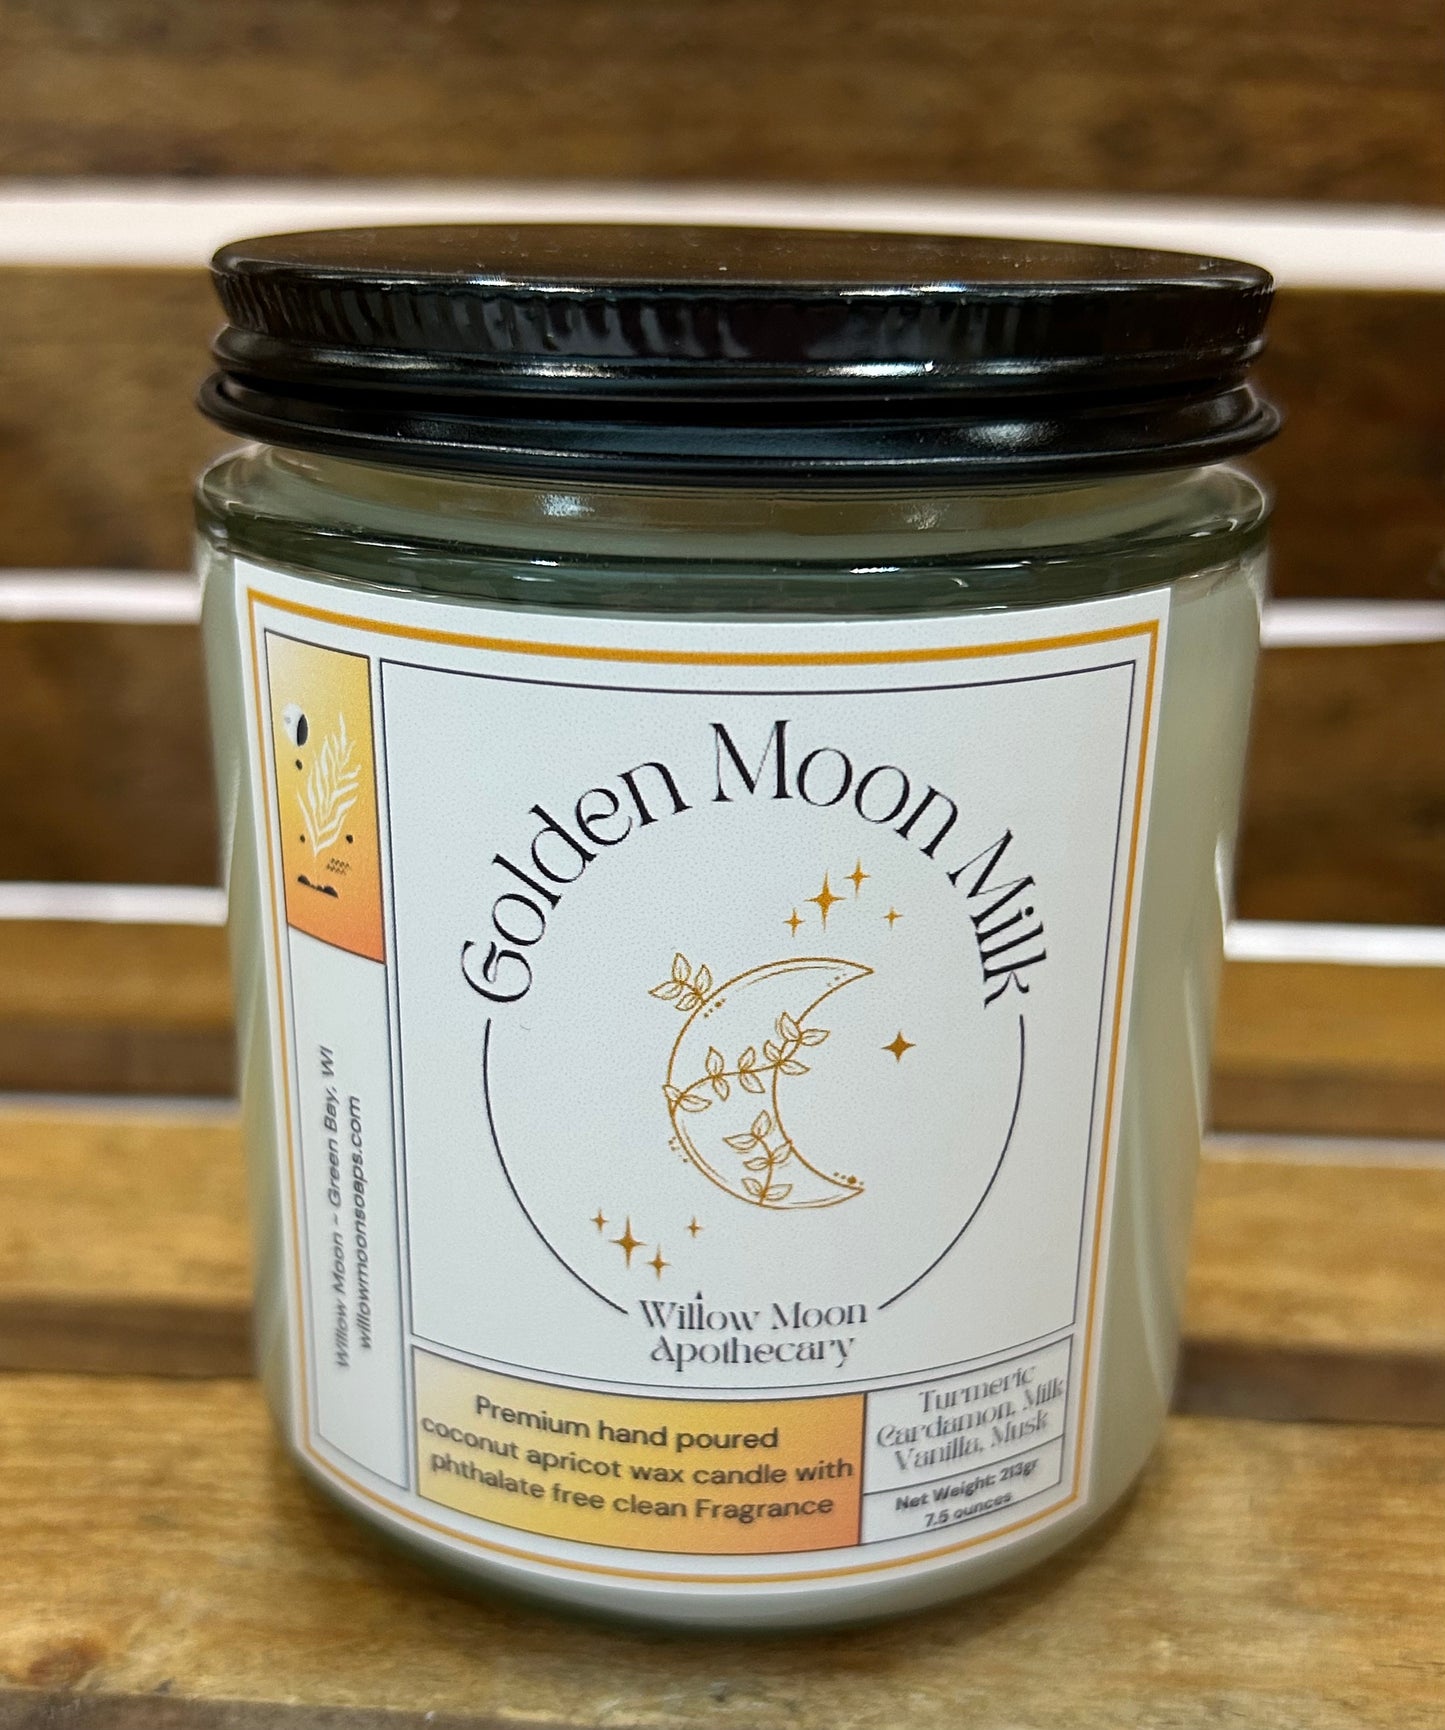 Golden Moon Milk
Willow Moon
Apothecary
Willow Moon - Green Bay, WI
willowmoonsoaps.com
Premium hand poured
coconut apricot wax candle with
phthalate free clean Fragrance
Turmeric
Cardamon, Milk
Vanilla, Musk
Net Weight: 213gr
7.5 ounces